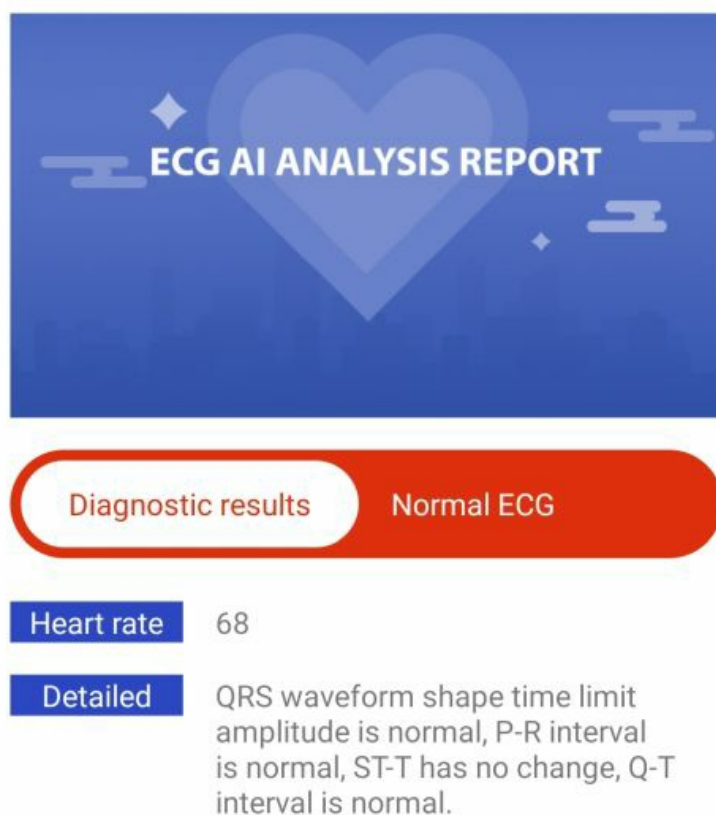 ECG AI ANALYSIS REPORT
Diagnostic results Normal ECG
Heart rate 68
Detailed QRS waveform shape time limit
amplitude is normal, P-R interval
is normal, ST-T has no change, Q-T
interval is normal.